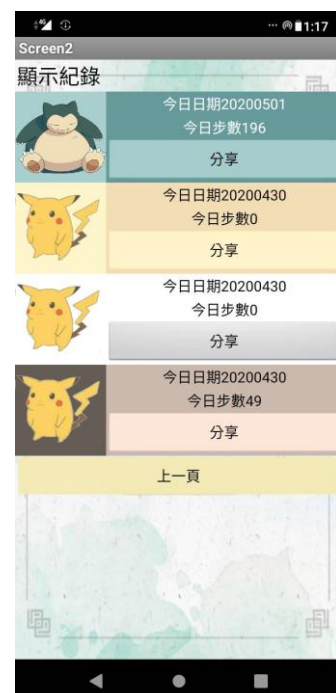 4G
1:17
Screen2
顯示紀錄
今日日期20200501
今日步數196
分享
今日日期20200430
今日步數0
分享
今日日期20200430
今日步數0
分享
今日日期20200430
今日步數49
分享
上一頁